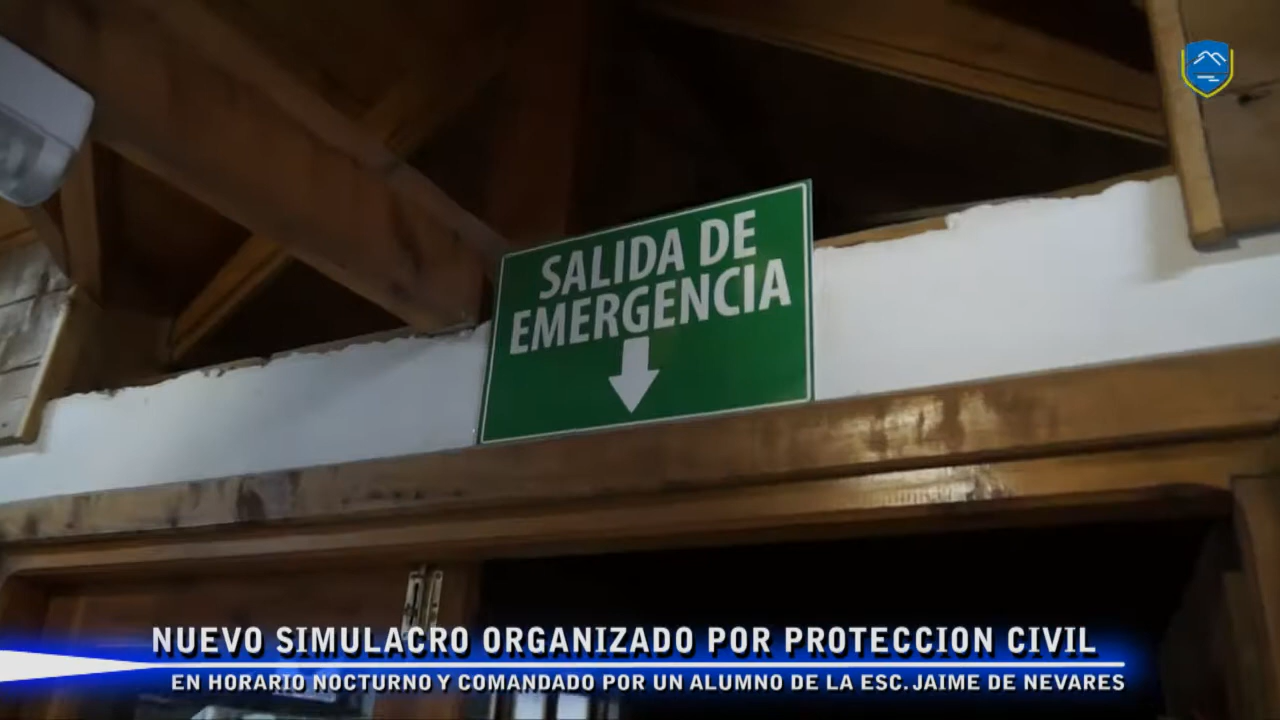 SALIDA DE
EMERGENCIA
NUEVO SIMULACRO ORGANIZADO POR PROTECCION CIVIL
EN HORARIO NOCTURNO Y COMANDADO POR UN ALUMNO DE LA ESC. JAIME DE NEVARES